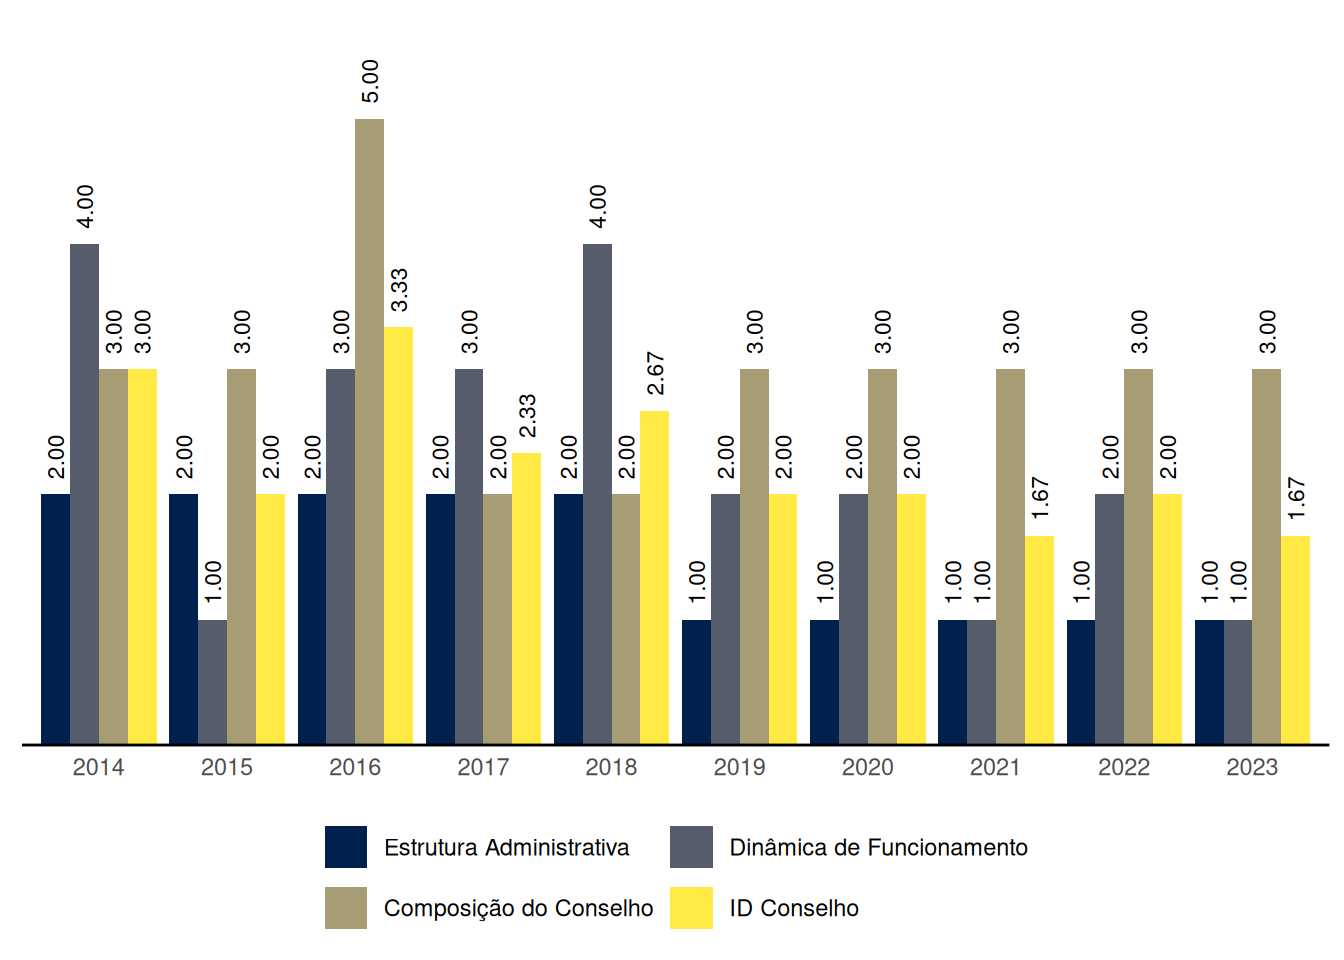 5.00
4.00 4.00
3.33
3.00 3.00 3.00 3.00 3.00 3.00 3.00 3.00 3.00 3.00
2.67
2.33
2.00 2.00 2.00 2.00 2.00 2.00 2.00 2.00 2.00 2.00 2.00 2.00 2.00 2.00
1.67 1.67
1.00 1.00 1.00 1.00 1.00 1.00 1.00 1.00
2014 2015 2016 2017 2018 2019 2020 2021 2022 2023
Estrutura Administrativa Dinâmica de Funcionamento
Composição do Conselho ID Conselho